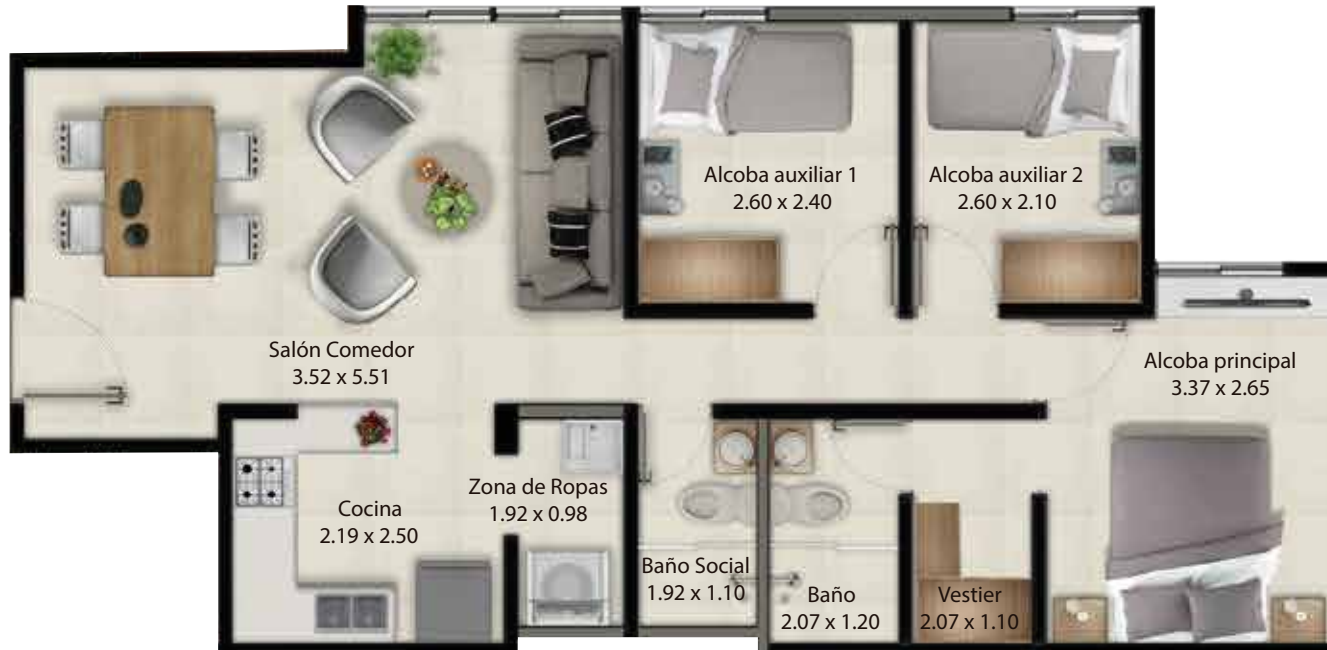 Alcoba auxiliar 1
2.60 x 2.40
Alcoba auxiliar 2
2.60 x 2.10
Salón Comedor
3.52 x 5.51
Alcoba principal
3.37 x 2.65
Cocina
2.19 x 2.50
Zona de Ropas
1.92 x 0.98
Baño Social
1.92 x 1.10
Baño
2.07 x 1.20
Vestier
2.07 x 1.10